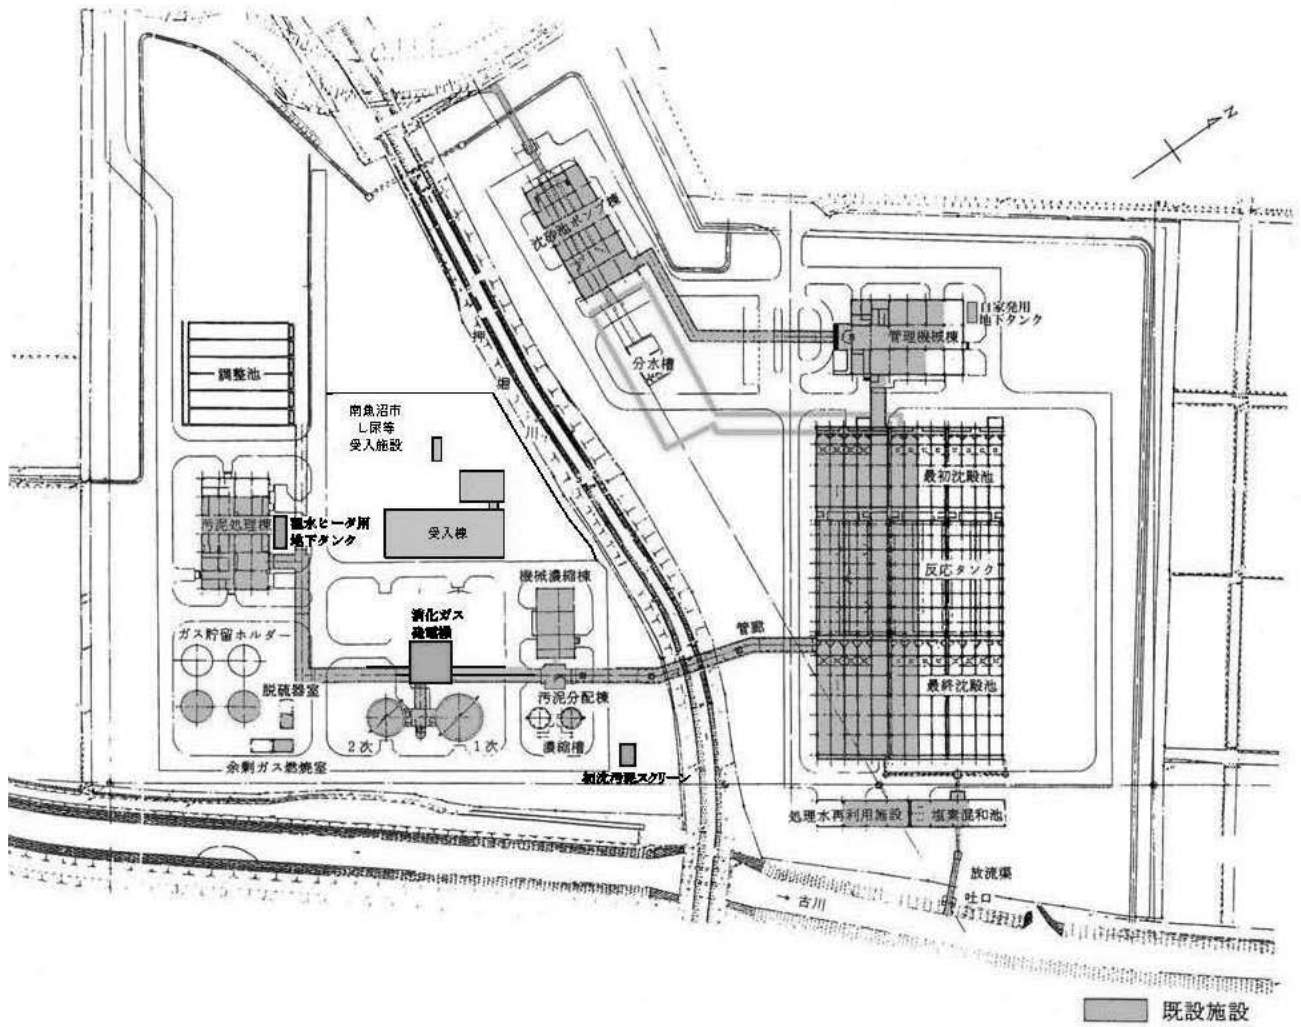 N
沈砂池ポンプ棟
自家発用
地下タンク
管理機械棟
分水槽
押
畑
川
調整池
南魚沼市
し尿等
受入施設
最初沈殿池
汚泥処理棟
温水ヒータ用
地下タンク
受入棟
反応タンク
機械濃縮棟
消化ガス
発電機
管廊
ガス貯留ホルダー
脱硫器室
最終沈殿池
汚泥分配棟
2次
1次
濃縮槽
余剰ガス燃焼室
初沈汚泥スクリーン
処理水再利用施設
塩素混和池
放流渠
吐口
→古川
既設施設